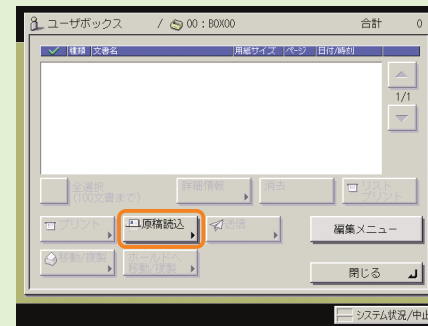 ユーザボックス / 00 : BOX00 合計 0
種類 文書名 用紙サイズ ページ 日付/時刻
1/1
全選択 (100文書まで)
詳細情報
消去
リスト プリント
プリント
原稿読込
送信
編集メニュー
移動/複製
ホールドへ 移動/複製
閉じる
システム状況/中止